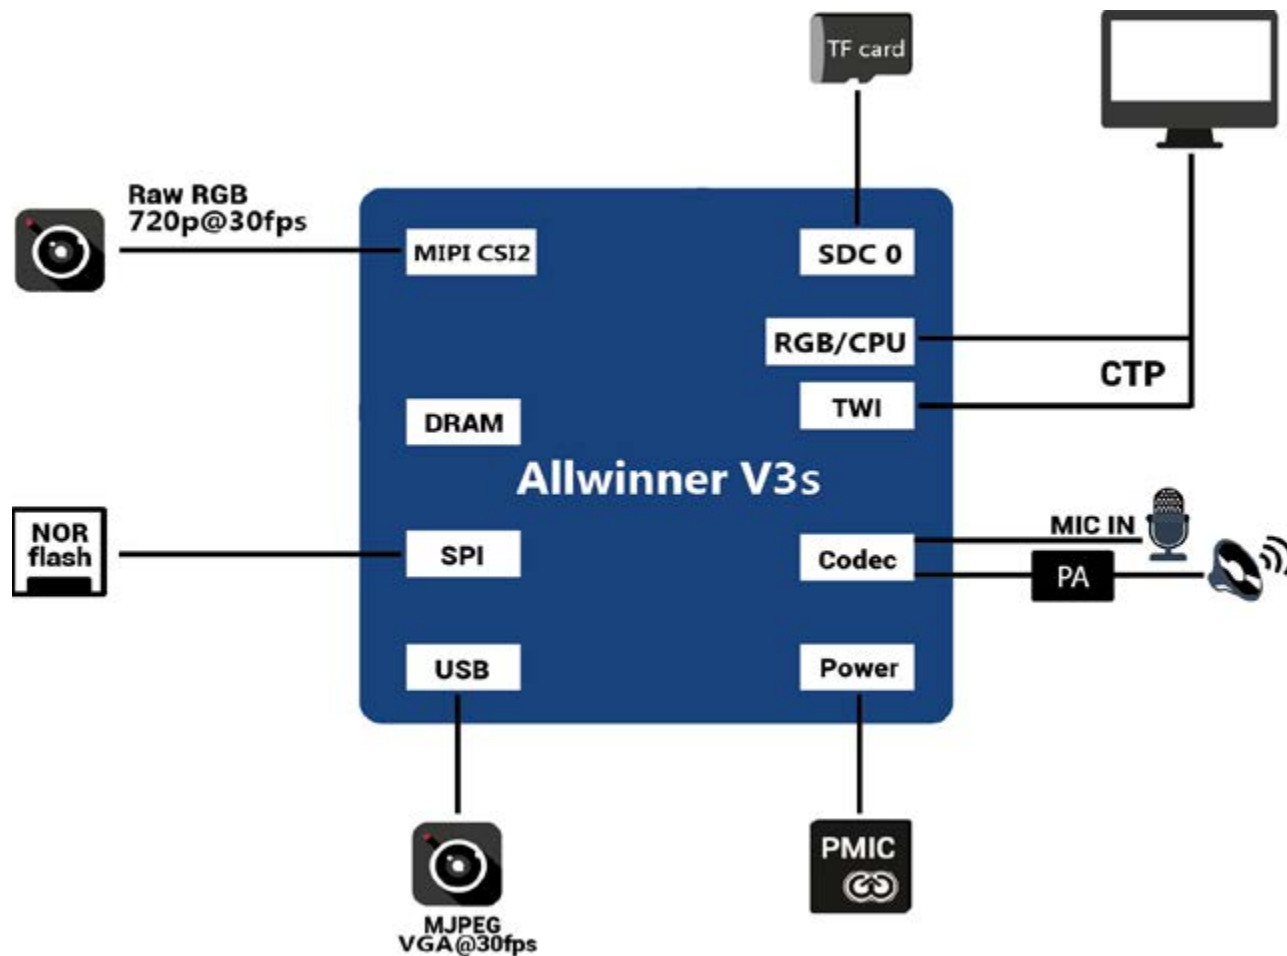 TF card
Raw RGB
720p@30fps
MIPI CSI2
SDC 0
RGB/CPU
CTP
TWI
DRAM
Allwinner V3s
NOR
flash
SPI
MIC IN
Codec
PA
USB
Power
PMIC
MJPEG
VGA@30fps